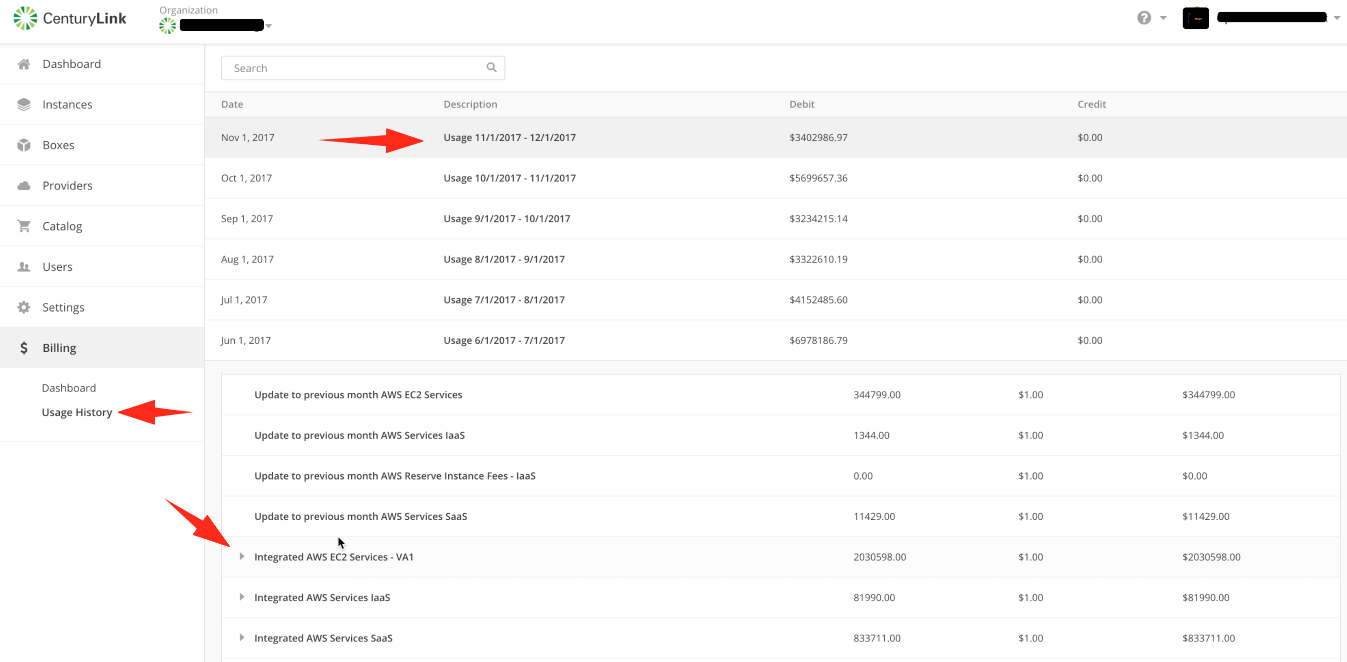 CenturyLink
Organization
Dashboard
Instances
Boxes
Providers
Catalog
Users
Settings
$ Billing
Dashboard
Usage History
Search
Date Description Debit Credit
Nov 1, 2017 Usage 11/1/2017 - 12/1/2017 $3402986.97 $0.00
Oct 1, 2017 Usage 10/1/2017 - 11/1/2017 $5699657.36 $0.00
Sep 1, 2017 Usage 9/1/2017 - 10/1/2017 $3234215.14 $0.00
Aug 1, 2017 Usage 8/1/2017 - 9/1/2017 $3322610.19 $0.00
Jul 1, 2017 Usage 7/1/2017 - 8/1/2017 $4152485.60 $0.00
Jun 1, 2017 Usage 6/1/2017 - 7/1/2017 $6978186.79 $0.00
Update to previous month AWS EC2 Services 344799.00 $1.00 $344799.00
Update to previous month AWS Services IaaS 1344.00 $1.00 $1344.00
Update to previous month AWS Reserve Instance Fees - IaaS 0.00 $1.00 $0.00
Update to previous month AWS Services SaaS 11429.00 $1.00 $11429.00
Integrated AWS EC2 Services - VA1 2030598.00 $1.00 $2030598.00
Integrated AWS Services IaaS 81990.00 $1.00 $81990.00
Integrated AWS Services SaaS 833711.00 $1.00 $833711.00